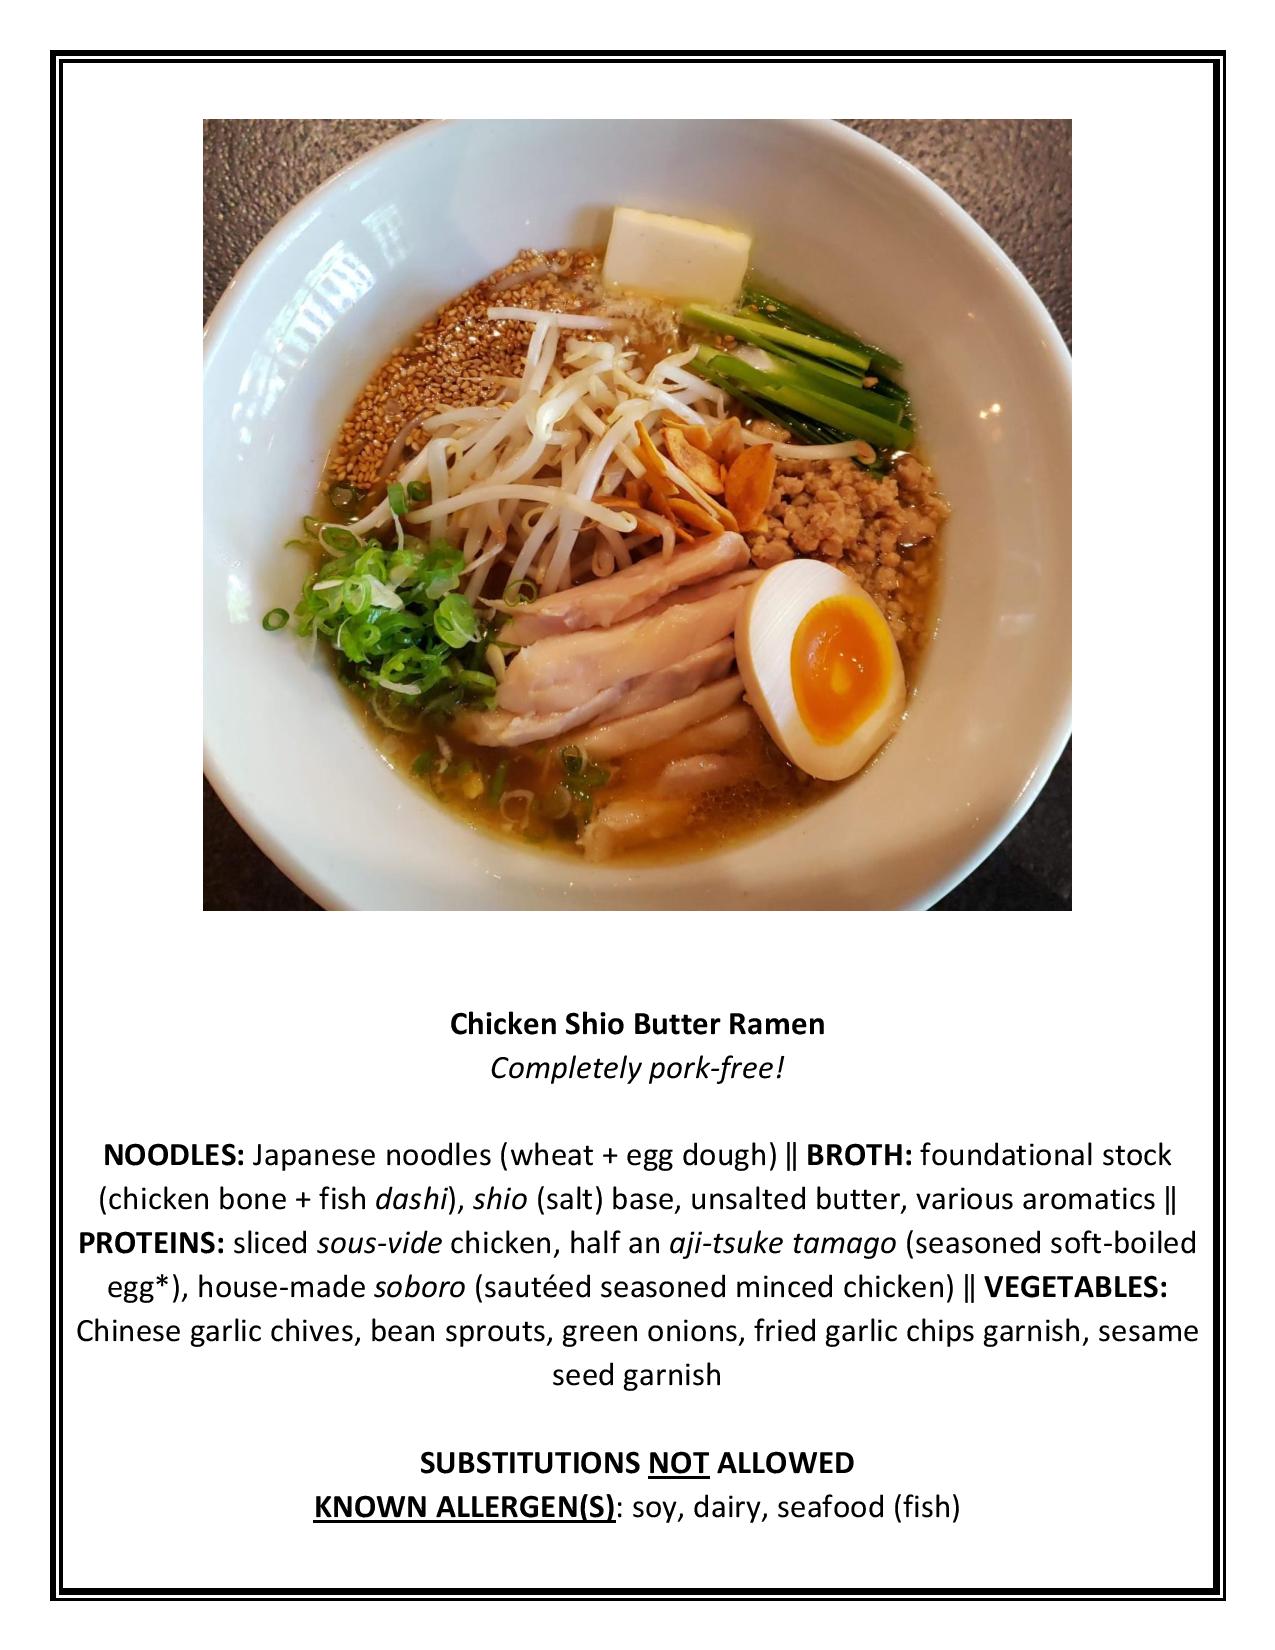 Chicken Shio Butter Ramen
Completely pork-free!
NOODLES: Japanese noodles (wheat + egg dough) ‖ BROTH: foundational stock
(chicken bone + fish dashi), shio (salt) base, unsalted butter, various aromatics ‖
PROTEINS: sliced sous-vide chicken, half an aji-tsuke tamago (seasoned soft-boiled
egg*), house-made soboro (sautéed seasoned minced chicken) ‖ VEGETABLES:
Chinese garlic chives, bean sprouts, green onions, fried garlic chips garnish, sesame
seed garnish
SUBSTITUTIONS NOT ALLOWED
KNOWN ALLERGEN(S): soy, dairy, seafood (fish)